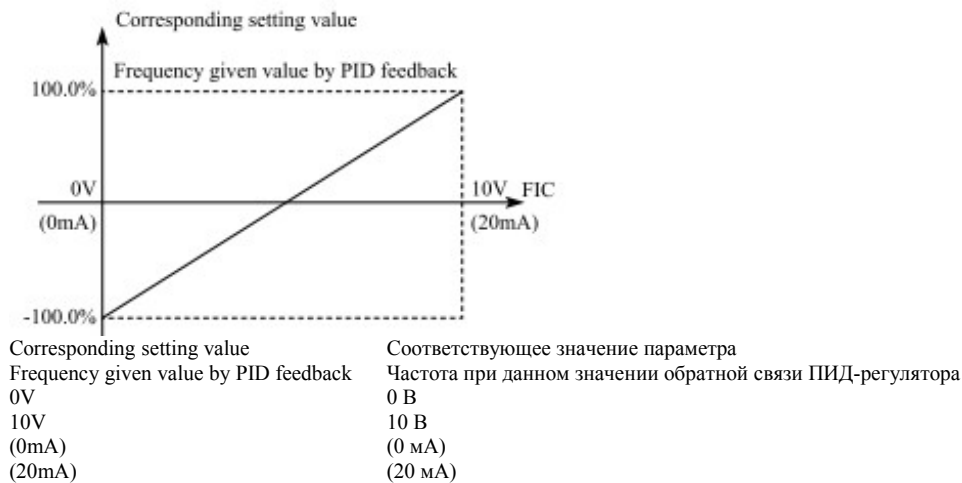 Corresponding setting value
Frequency given value by PID feedback
100.0%
0V
10V FIC
(0mA)
(20mA)
-100.0%
Corresponding setting value Соответствующее значение параметра
Frequency given value by PID feedback Частота при данном значении обратной связи ПИД-регулятора
0V 0 В
10V 10 В
(0mA) (0 мА)
(20mA) (20 мА)